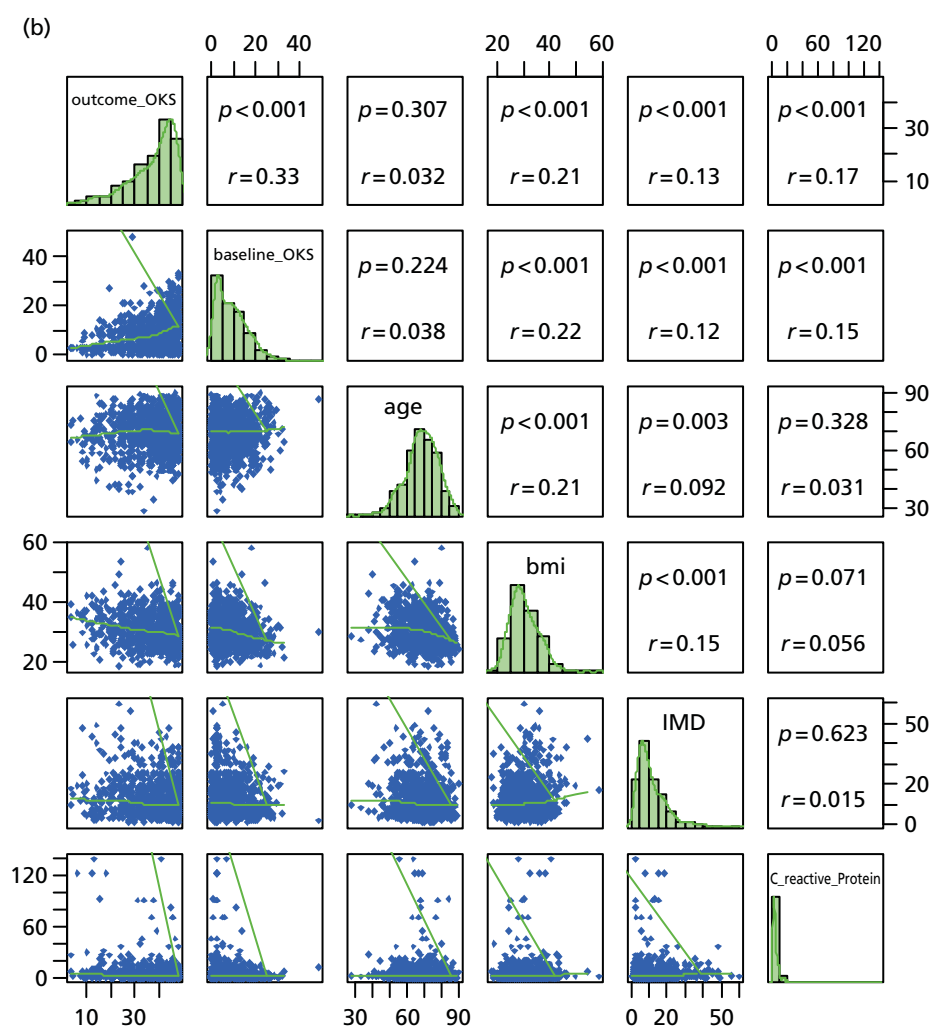 (b)
0 20 40
20 30 40 60
0 60 120
outcome_OKS
p<0.001
p=0.307
p<0.001
p<0.001
p<0.001
30
r=0.33
r=0.032
r=0.21
r=0.13
r=0.17
10
40
baseline_OKS
p=0.224
p<0.001
p<0.001
p<0.001
20
r=0.038
r=0.22
r=0.12
r=0.15
0
age
p<0.001
p=0.003
p=0.328
90
60
r=0.21
r=0.092
r=0.031
30
60
bmi
p<0.001
p=0.071
40
r=0.15
r=0.056
20
IMD
p=0.623
50
r=0.015
20
0
120
C_reactive_Protein
60
0
10 30
30 60 90
0 20 50